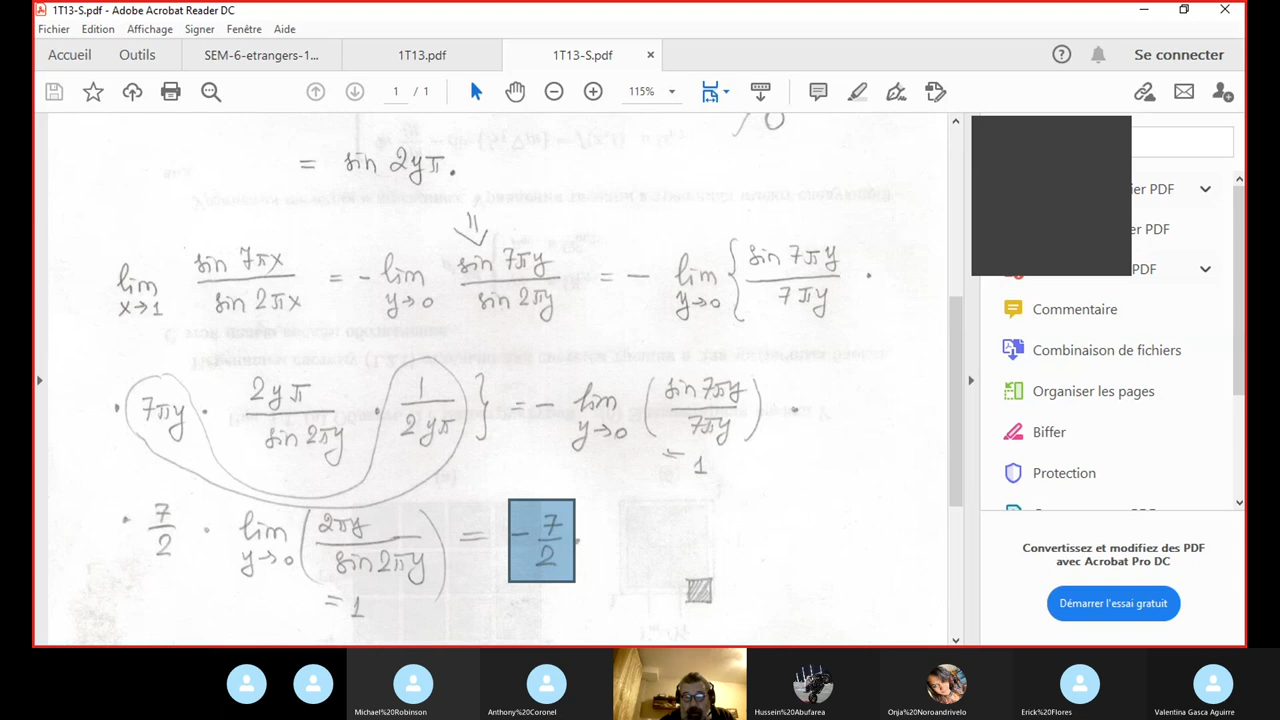 1T13-S.pdf - Adobe Acrobat Reader DC
Fichier Edition Affichage Signer Fenêtre Aide
Accueil Outils SEM-6-etrangers-1... 1T13.pdf 1T13-S.pdf × Se connecter
1 / 1 115%
= sin 2yπ.
lim x→1 sin 7πx / sin 2πx = - lim y→0 sin 7πy / sin 2πy = - lim y→0 { sin 7πy / 7πy ·
· 7πy · 2yπ / sin 2πy · 1 / 2yπ } = - lim y→0 ( sin 7πy / 7πy ) ·
= 1
· 7/2 · lim y→0 ( 2πy / sin 2πy ) = - 7/2 .
= 1
ier PDF
er PDF
PDF
Commentaire
Combinaison de fichiers
Organiser les pages
Biffer
Protection
Convertissez et modifiez des PDF
avec Acrobat Pro DC
Démarrer l'essai gratuit
Michael%20Robinson Anthony%20Coronel Hussein%20Abufarea Onja%20Noroandrivelo Erick%20Flores Valentina Gasca Aguirre